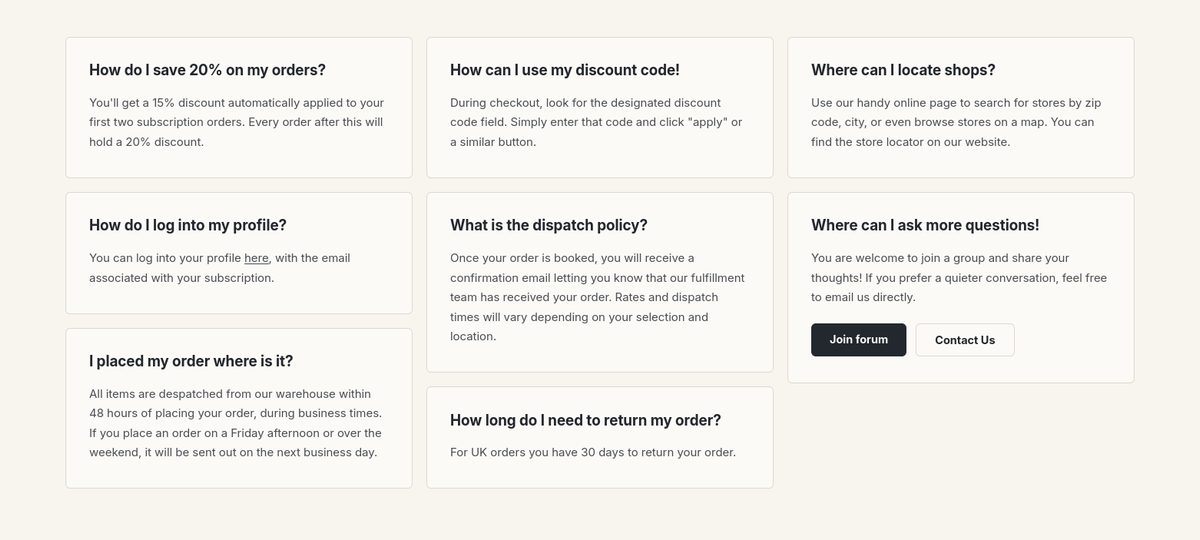 How do I save 20% on my orders?
You'll get a 15% discount automatically applied to your
first two subscription orders. Every order after this will
hold a 20% discount.
How do I log into my profile?
You can log into your profile here, with the email
associated with your subscription.
I placed my order where is it?
All items are despatched from our warehouse within
48 hours of placing your order, during business times.
If you place an order on a Friday afternoon or over the
weekend, it will be sent out on the next business day.
How can I use my discount code!
During checkout, look for the designated discount
code field. Simply enter that code and click "apply" or
a similar button.
What is the dispatch policy?
Once your order is booked, you will receive a
confirmation email letting you know that our fulfillment
team has received your order. Rates and dispatch
times will vary depending on your selection and
location.
How long do I need to return my order?
For UK orders you have 30 days to return your order.
Where can I locate shops?
Use our handy online page to search for stores by zip
code, city, or even browse stores on a map. You can
find the store locator on our website.
Where can I ask more questions!
You are welcome to join a group and share your
thoughts! If you prefer a quieter conversation, feel free
to email us directly.
Join forum
Contact Us